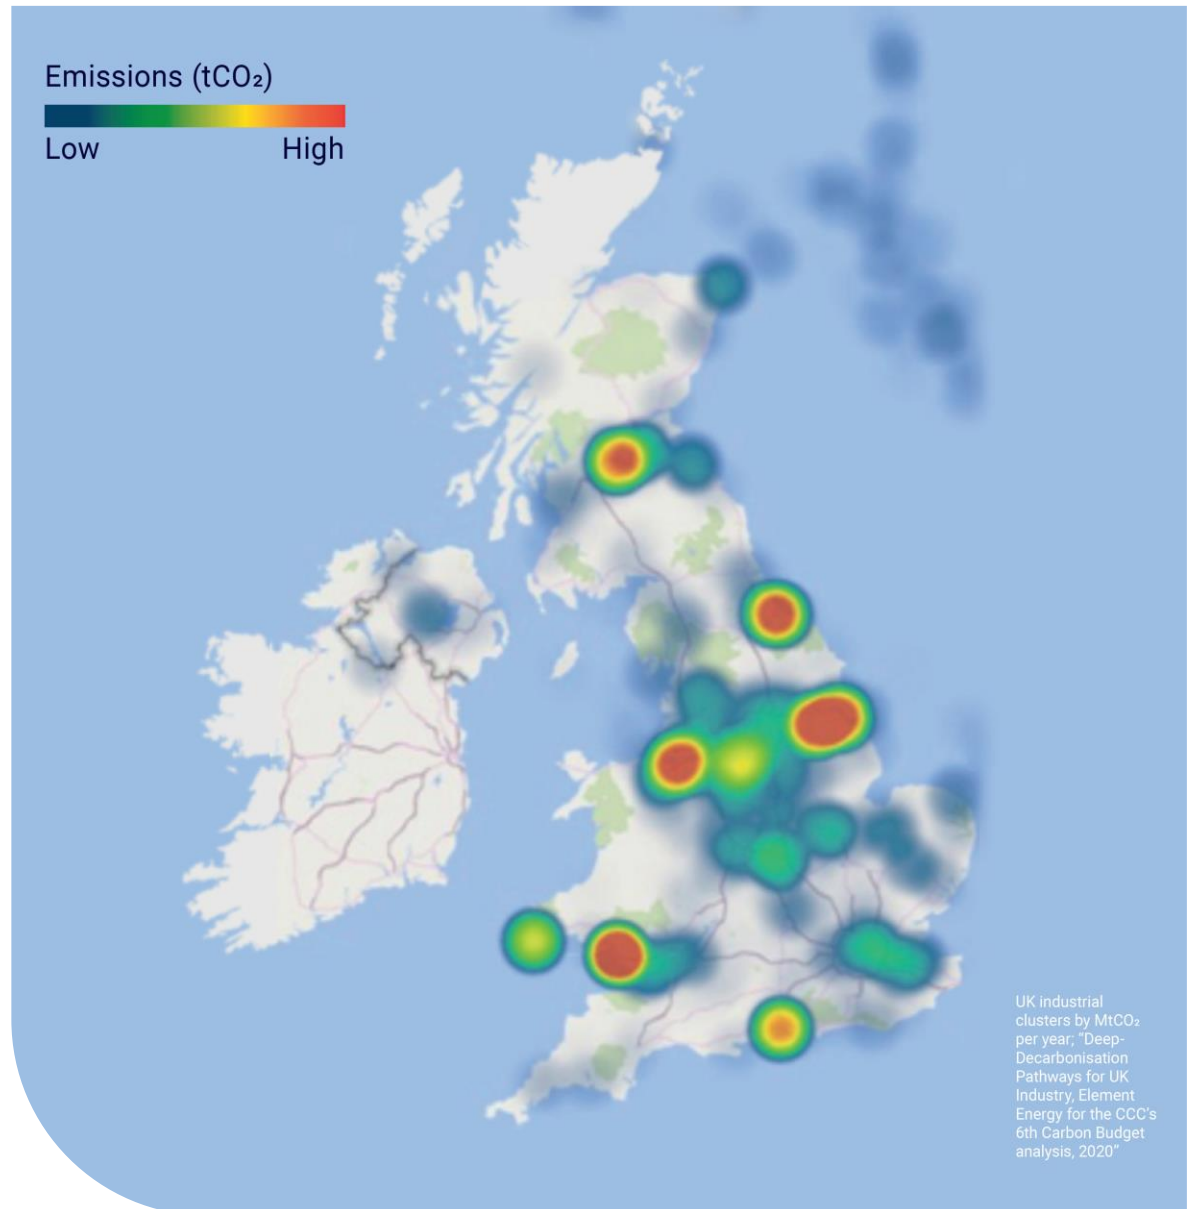 Emissions (tCO₂)
Low
High
UK industrial
clusters by MtCO₂
per year; “Deep-
Decarbonisation
Pathways for UK
Industry, Element
Energy for the CCC’s
6th Carbon Budget
analysis, 2020”